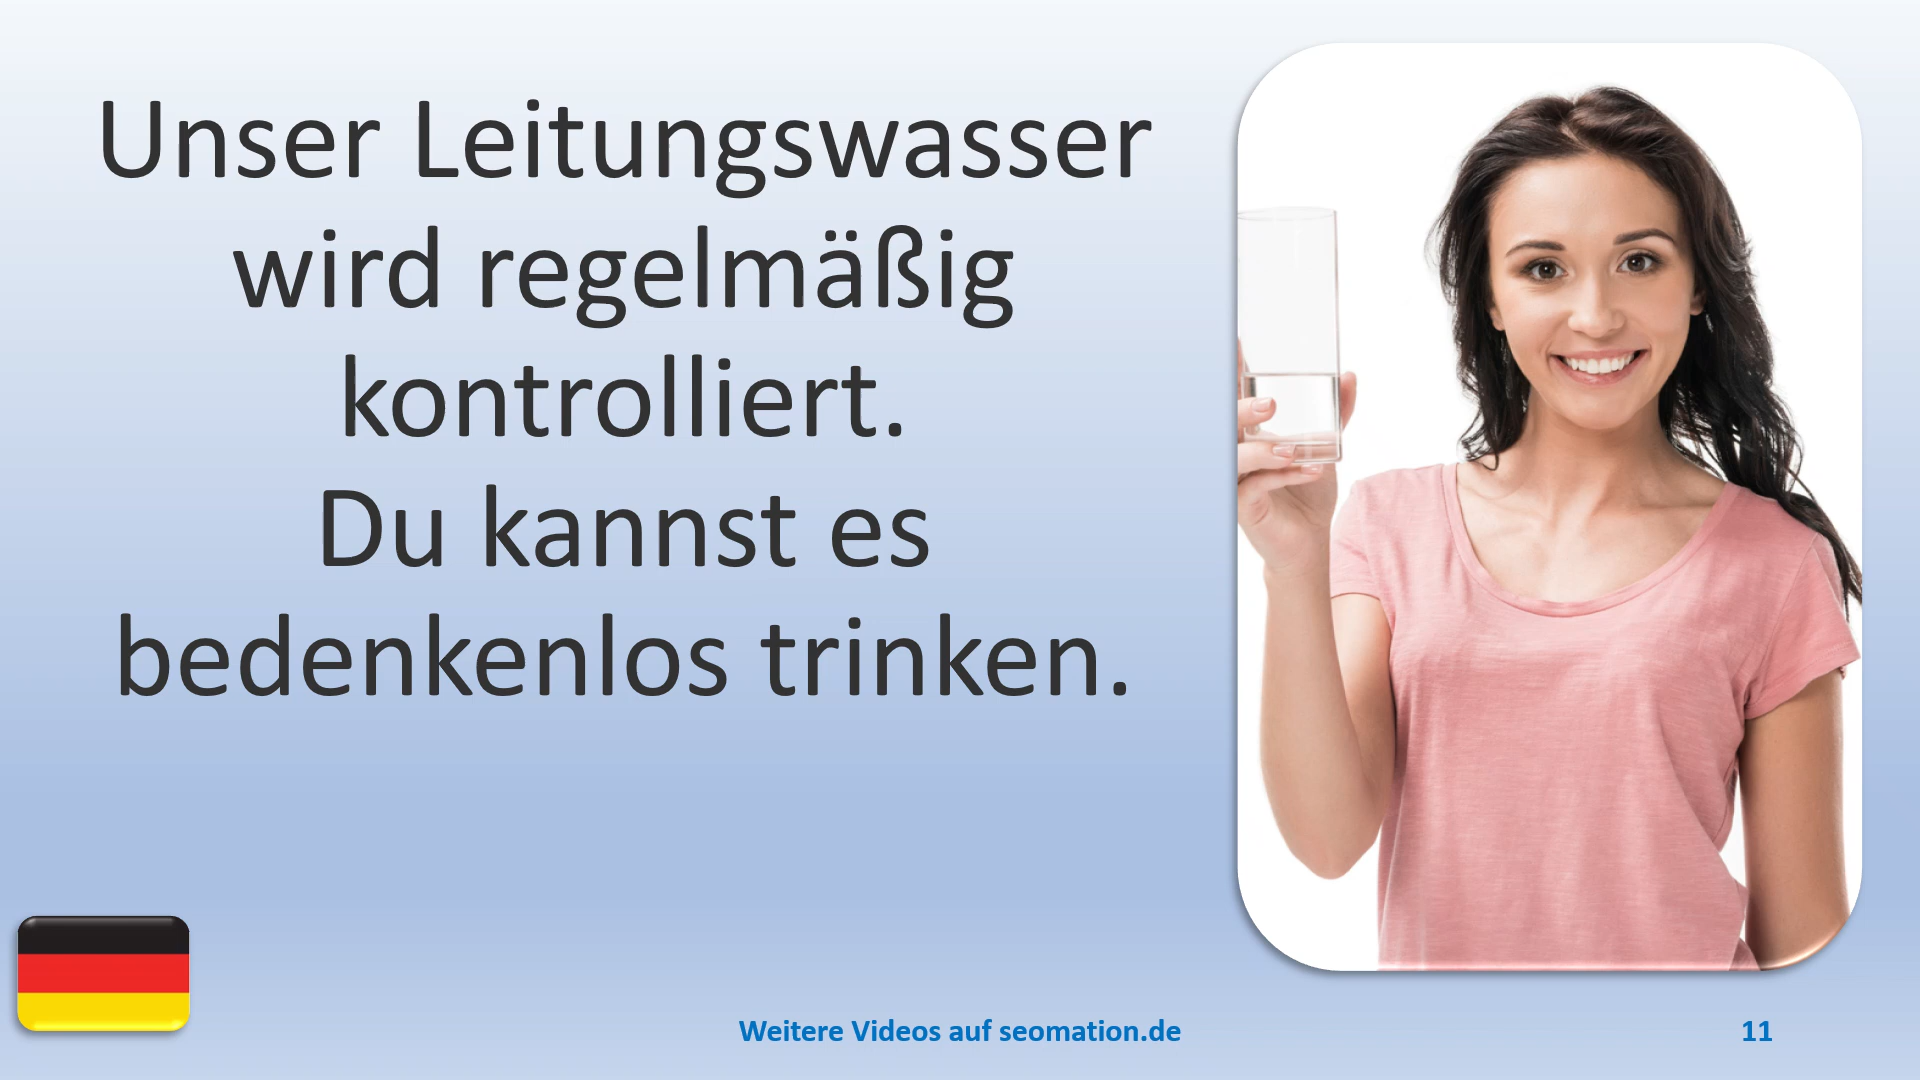 Unser Leitungswasser
wird regelmäßig
kontrolliert.
Du kannst es
bedenkenlos trinken.
Weitere Videos auf seomation.de
11